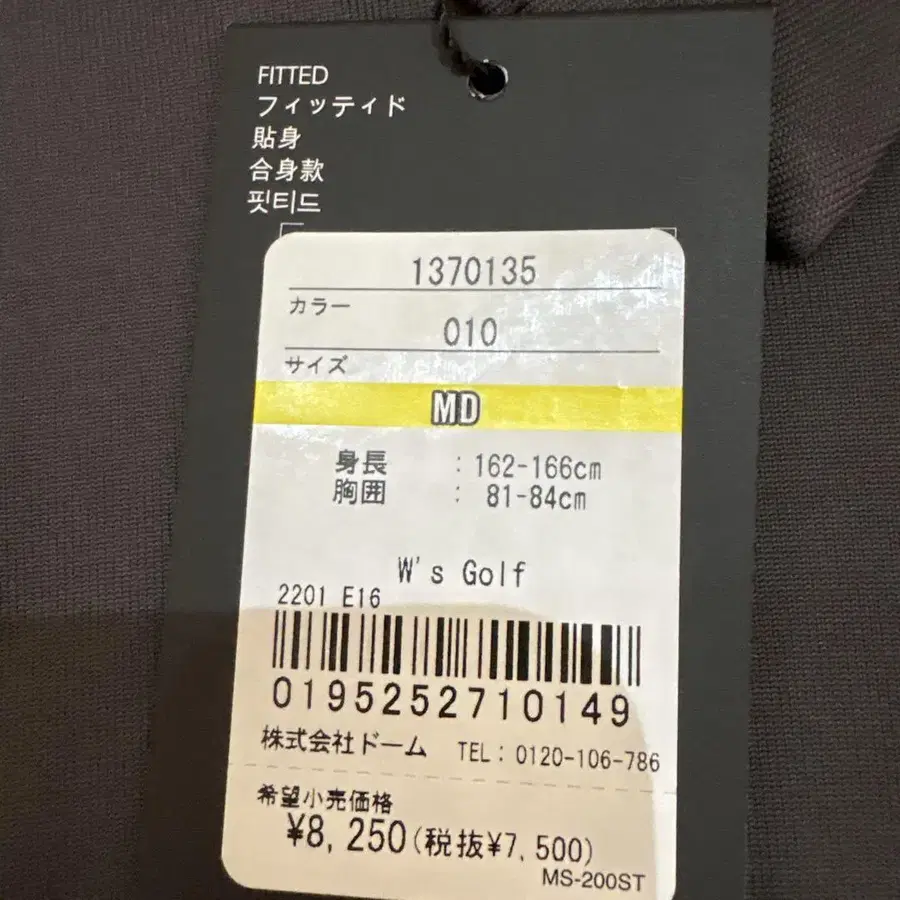 FITTED
フィッティド
貼身
合身款
핏티드
1370135
カラー
010
サイズ
MD
身長 : 162-166cm
胸囲 : 81-84cm
W's Golf
2201 E16
0195252710149
株式会社ドーム TEL: 0120-106-786
希望小売価格
¥8,250(税抜¥7,500)
MS-200ST